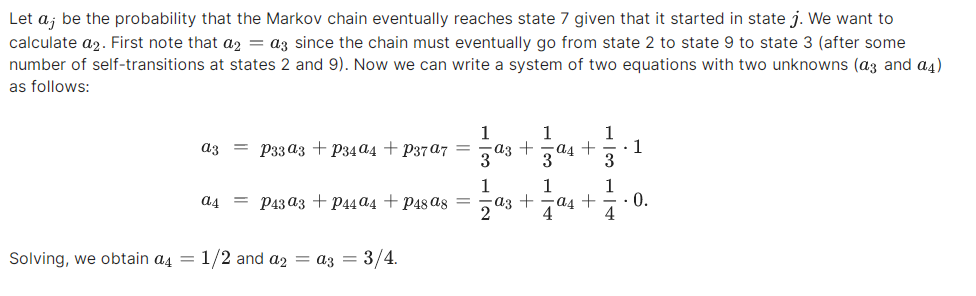 Let $a_j$ be the probability that the Markov chain eventually reaches state 7 given that it started in state $j$. We want to
calculate $a_2$. First note that $a_2 = a_3$ since the chain must eventually go from state 2 to state 9 to state 3 (after some
number of self-transitions at states 2 and 9). Now we can write a system of two equations with two unknowns ($a_3$ and $a_4$)
as follows:
$a_3 = p_{33}a_3 + p_{34}a_4 + p_{37}a_7 = \frac{1}{3}a_3 + \frac{1}{3}a_4 + \frac{1}{3} \cdot 1$
$a_4 = p_{43}a_3 + p_{44}a_4 + p_{48}a_8 = \frac{1}{2}a_3 + \frac{1}{4}a_4 + \frac{1}{4} \cdot 0.$
Solving, we obtain $a_4 = 1/2$ and $a_2 = a_3 = 3/4$.